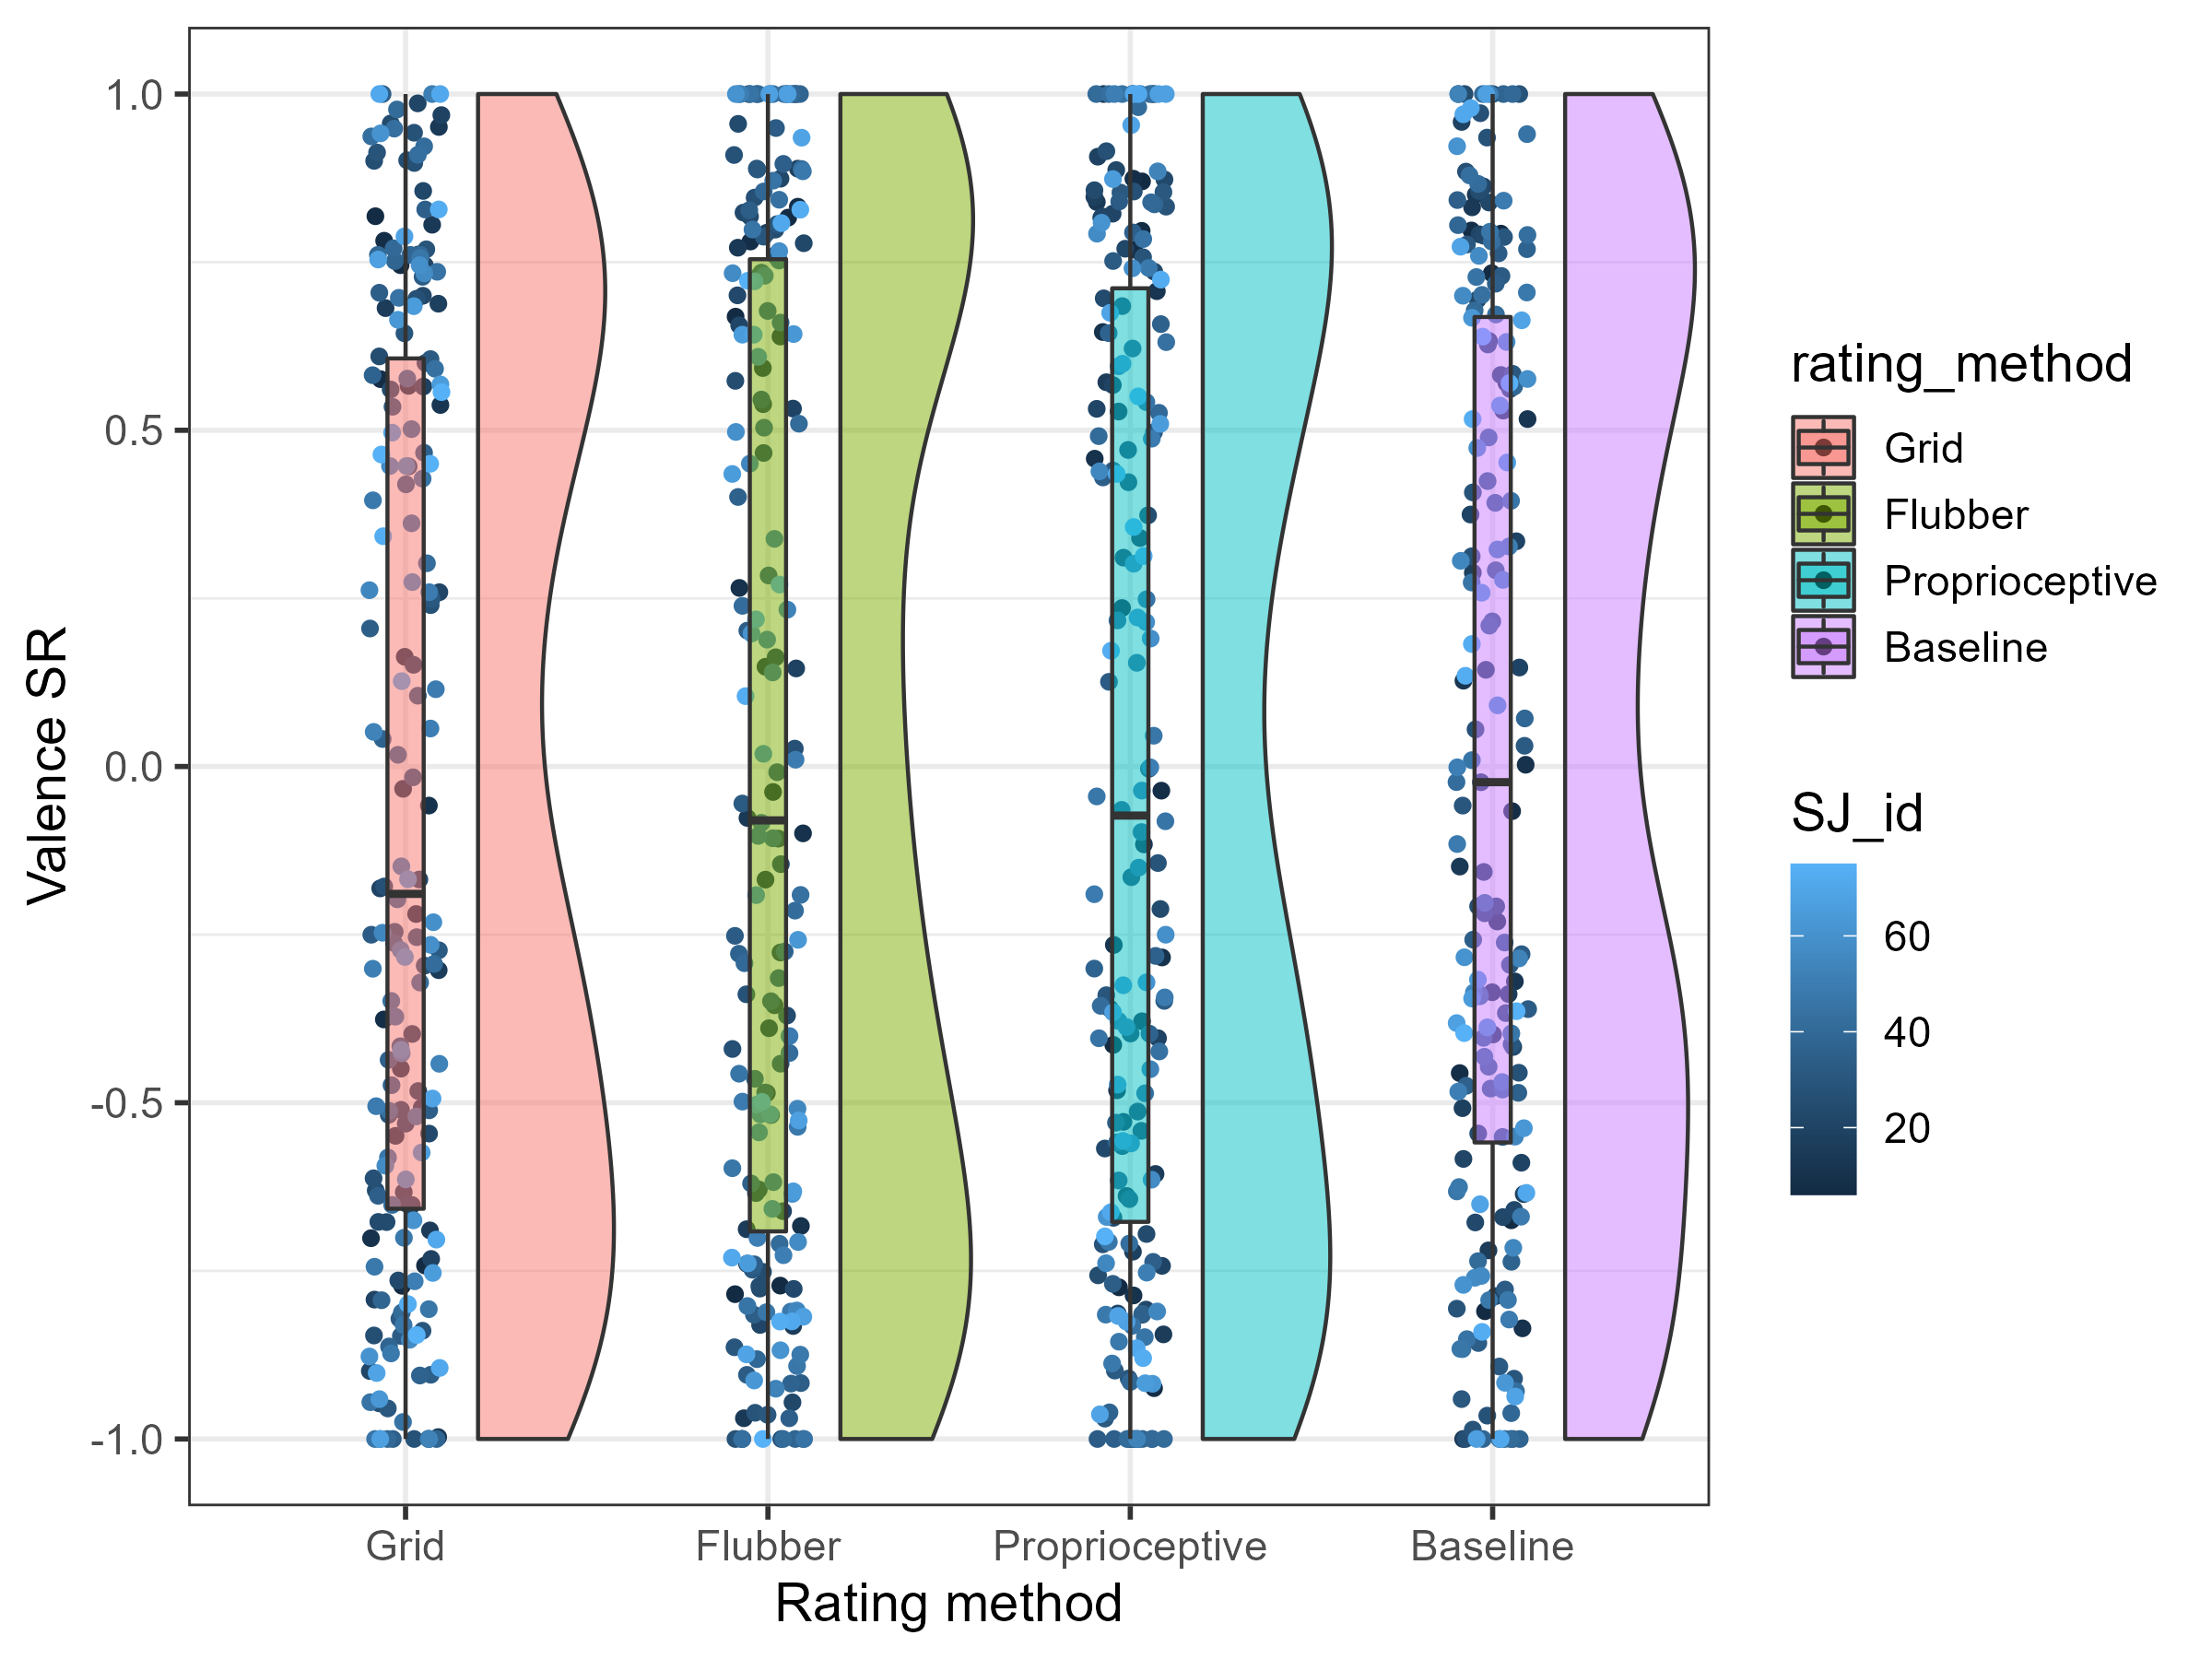 Valence SR
1.0
0.5
0.0
-0.5
-1.0
Grid
Flubber
Proprioceptive
Baseline
Rating method
rating_method
Grid
Flubber
Proprioceptive
Baseline
SJ_id
60
40
20